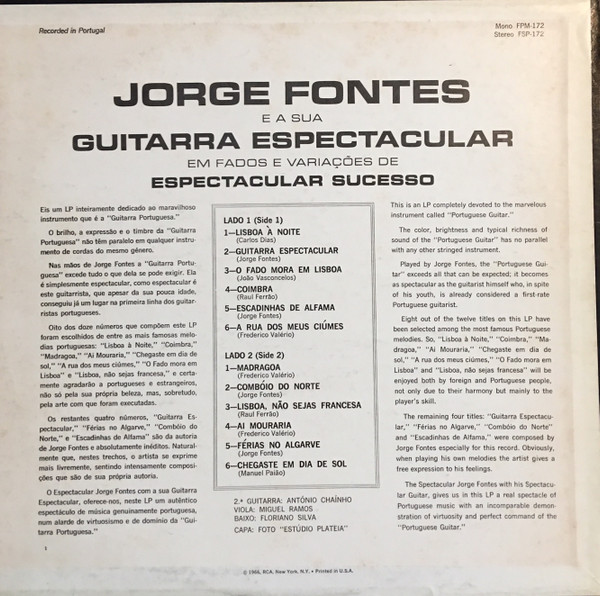 Recorded in Portugal
Mono FPM-172
Stereo FSP-172
JORGE FONTES
E A SUA
GUITARRA ESPECTACULAR
EM FADOS E VARIAÇÕES DE
ESPECTACULAR SUCESSO
Eis um LP inteiramente dedicado ao maravilhoso
instrumento que é a "Guitarra Portuguesa."
O brilho, a expressão e o timbre da "Guitarra
Portuguesa" não têm paralelo em qualquer instru-
mento de cordas do mesmo género.
Nas mãos de Jorge Fontes a "Guitarra Portu-
guesa" excede tudo o que dela se pode exigir. Ela
é simplesmente espectacular, como espectacular é
este guitarrista, que apesar da sua pouca idade,
conseguiu já um lugar na primeira linha dos guitar-
ristas portugueses.
Oito dos doze números que compõem este LP
foram escolhidos de entre as mais famosas melo-
dias portuguesas: "Lisboa à Noite," "Coimbra,"
"Madragoa," "Ai Mouraria," "Chegaste em dia de
sol," "A rua dos meus ciúmes," "O Fado mora em
Lisboa" e "Lisboa, não sejas francesa," e certa-
mente agradarão a portugueses e estrangeiros,
não só pela sua própria beleza, mas, sobretudo,
pela arte com que foram executadas.
Os restantes quatro números, "Guitarra Es-
pectacular," "Férias no Algarve," "Combóio do
Norte," e "Escadinhas de Alfama" são da autoria
de Jorge Fontes e absolutamente inéditos. Natural-
mente que, nestes trechos, o artista se exprime
mais livremente, sentindo intensamente composi-
ções que são de sua própria autoria.
O Espectacular Jorge Fontes com a sua Guitarra
Espectacular, oferece-nos, neste LP um autêntico
espectáculo de música genuinamente portuguesa,
num alarde de virtuosismo e de domínio da "Gui-
tarra Portuguesa."
1
LADO 1 (Side 1)
1—LISBOA À NOITE
(Carlos Dias)
2—GUITARRA ESPECTACULAR
(Jorge Fontes)
3—O FADO MORA EM LISBOA
(João Vasconcelos)
4—COIMBRA
(Raul Ferrão)
5—ESCADINHAS DE ALFAMA
(Jorge Fontes)
6—A RUA DOS MEUS CIÚMES
(Frederico Valério)
LADO 2 (Side 2)
1—MADRAGOA
(Frederico Valério)
2—COMBÓIO DO NORTE
(Jorge Fontes)
3—LISBOA, NÃO SEJAS FRANCESA
(Raul Ferrão)
4—AI MOURARIA
(Frederico Valério)
5—FÉRIAS NO ALGARVE
(Jorge Fontes)
6—CHEGASTE EM DIA DE SOL
(Manuel Paião)
2.ª GUITARRA: ANTÓNIO CHAÍNHO
VIOLA: MIGUEL RAMOS
BAIXO: FLORIANO SILVA
CAPA: FOTO "ESTÚDIO PLATEIA"
This is an LP completely devoted to the marvelous
instrument called "Portuguese Guitar."
The color, brightness and typical richness of
sound of the "Portuguese Guitar" has no parallel
with any other stringed instrument.
Played by Jorge Fontes, the "Portuguese Gui-
tar" exceeds all that can be expected; it becomes
as spectacular as the guitarist himself who, in spite
of his youth, is already considered a first-rate
Portuguese guitarist.
Eight out of the twelve titles on this LP have
been selected among the most famous Portuguese
melodies. So, "Lisboa à Noite," "Coimbra," "Ma-
dragoa," "Ai Mouraria," "Chegaste em dia de
sol," "A rua dos meus ciúmes," "O Fado mora em
Lisboa" and "Lisboa, não sejas francesa" will be
enjoyed both by foreign and Portuguese people,
not only due to their harmony but mainly to the
player's skill.
The remaining four titles: "Guitarra Espectacu-
lar," "Férias no Algarve," "Combóio do Norte"
and "Escadinhas de Alfama," were composed by
Jorge Fontes especially for this record. Obviously,
when playing his own melodies the artist gives a
free expression to his feelings.
The Spectacular Jorge Fontes with his Spectacu-
lar Guitar, gives us in this LP a real spectacle of
Portuguese music with an incomparable demon-
stration of virtuosity and perfect command of the
"Portuguese Guitar."
© 1966, RCA, New York, N.Y. • Printed in U.S.A.